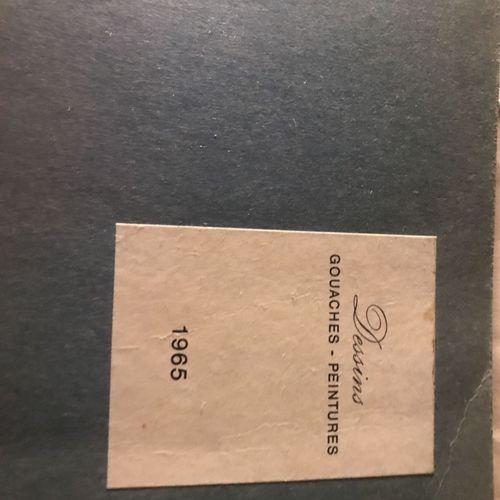 Dessins
GOUACHES - PEINTURES
1965